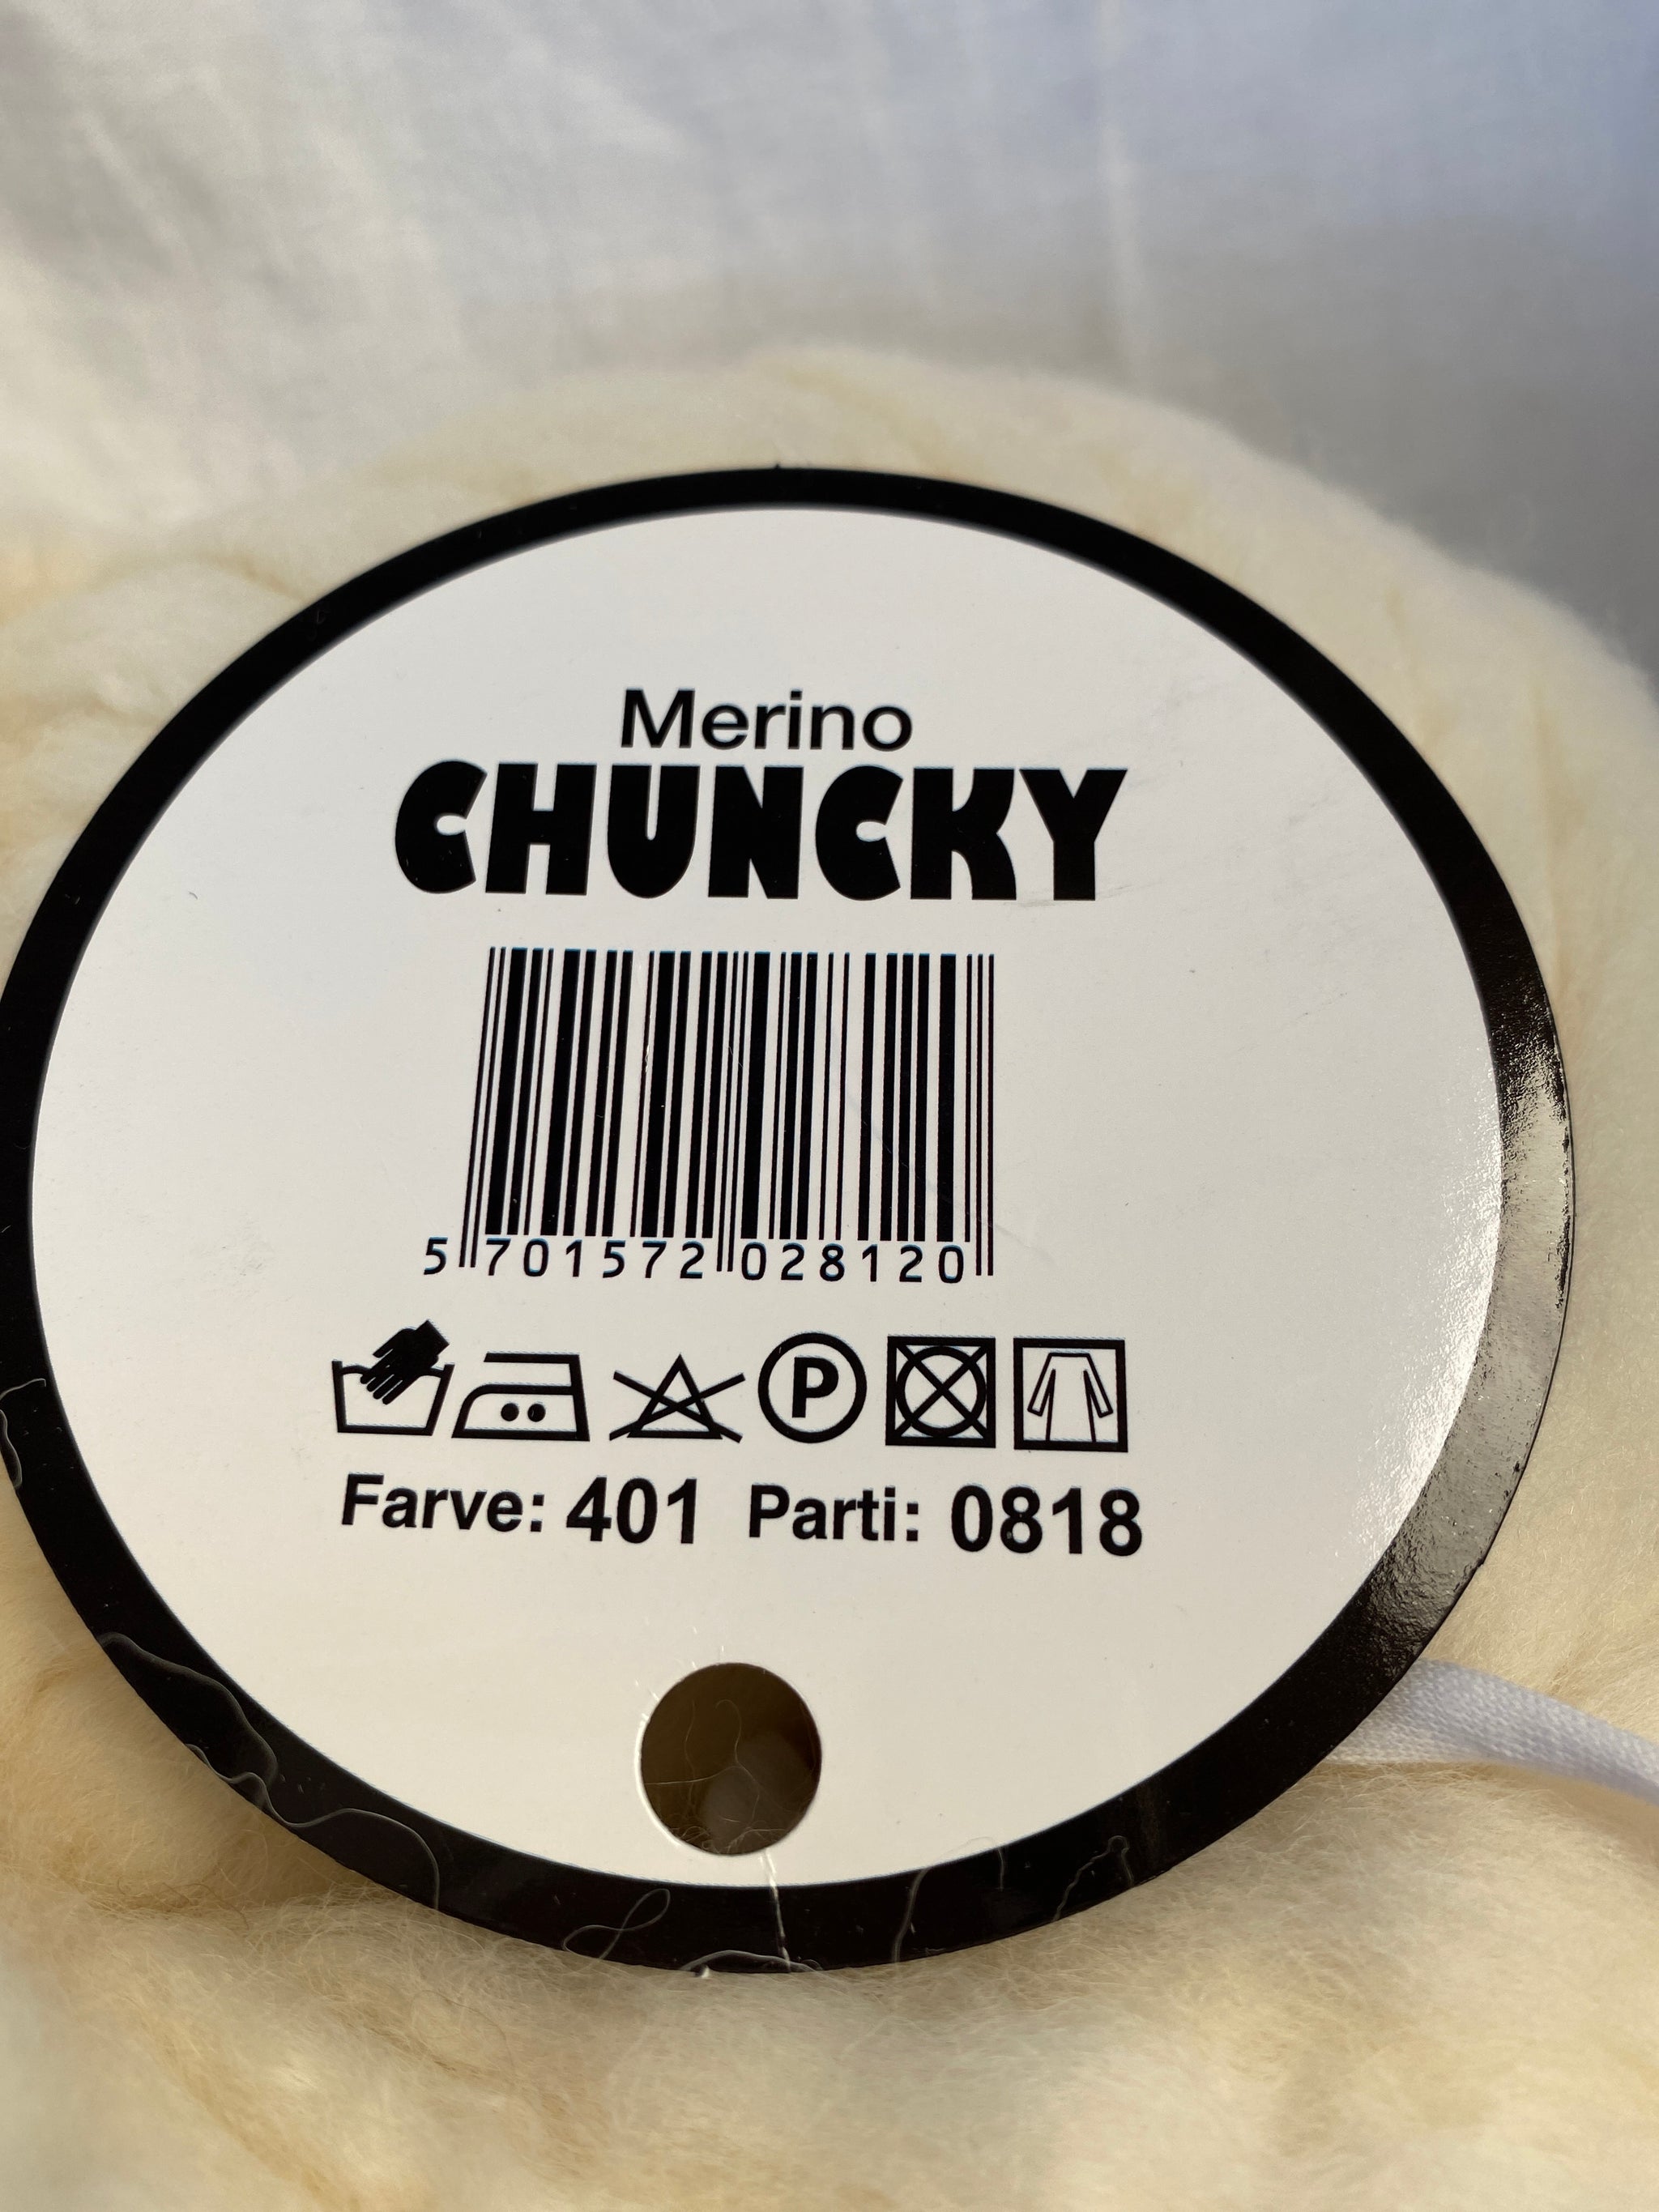 Merino
CHUNCKY
5 701572 028120
P
Farve: 401 Parti: 0818